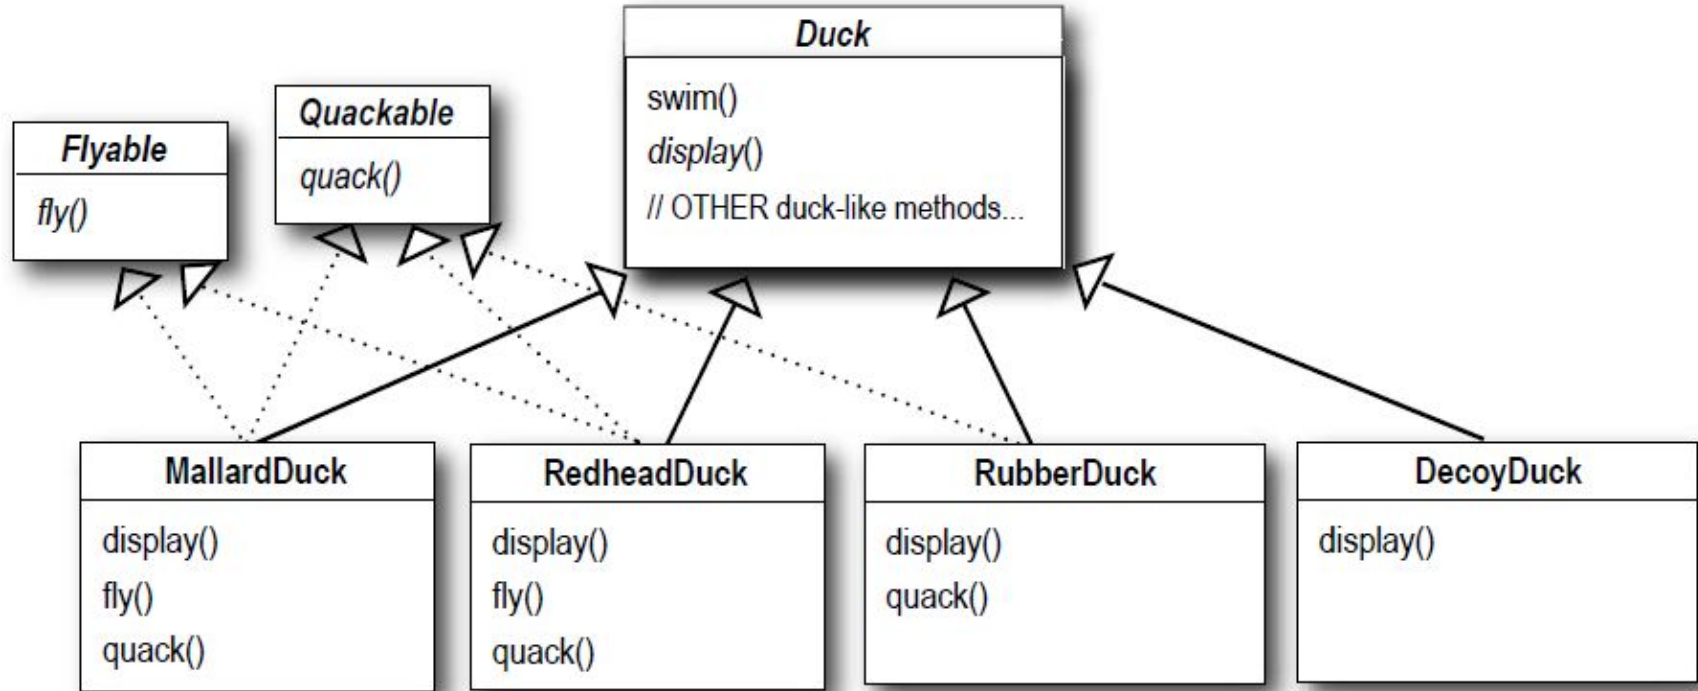 Duck
swim()
display()
// OTHER duck-like methods...
Quackable
quack()
Flyable
fly()
MallardDuck
display()
fly()
quack()
RedheadDuck
display()
fly()
quack()
RubberDuck
display()
quack()
DecoyDuck
display()